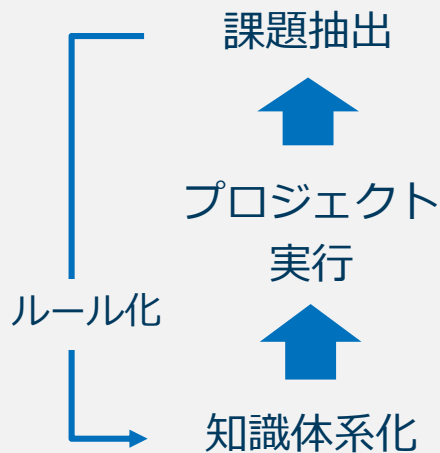 課題抽出
プロジェクト
実行
ルール化
知識体系化